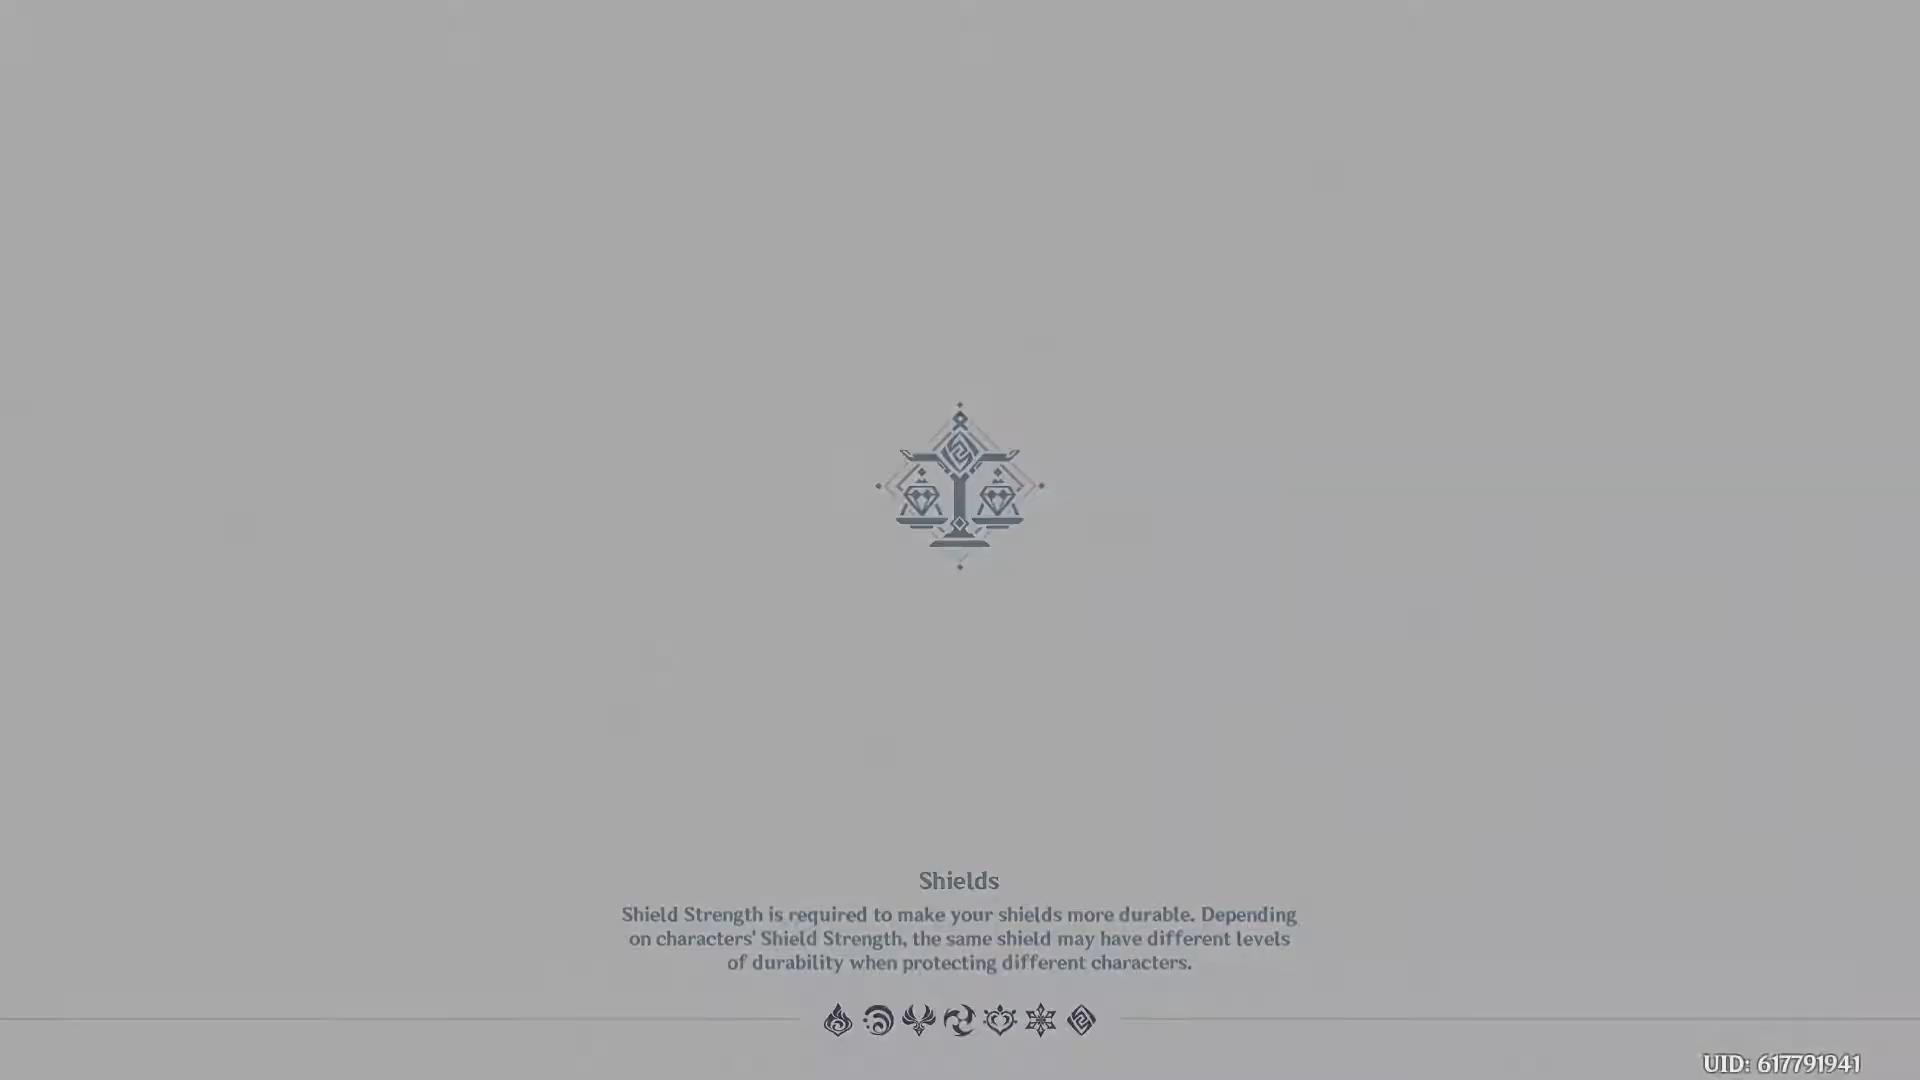 Shields
Shield Strength is required to make your shields more durable. Depending
on characters' Shield Strength, the same shield may have different levels
of durability when protecting different characters.
UID: 617791941